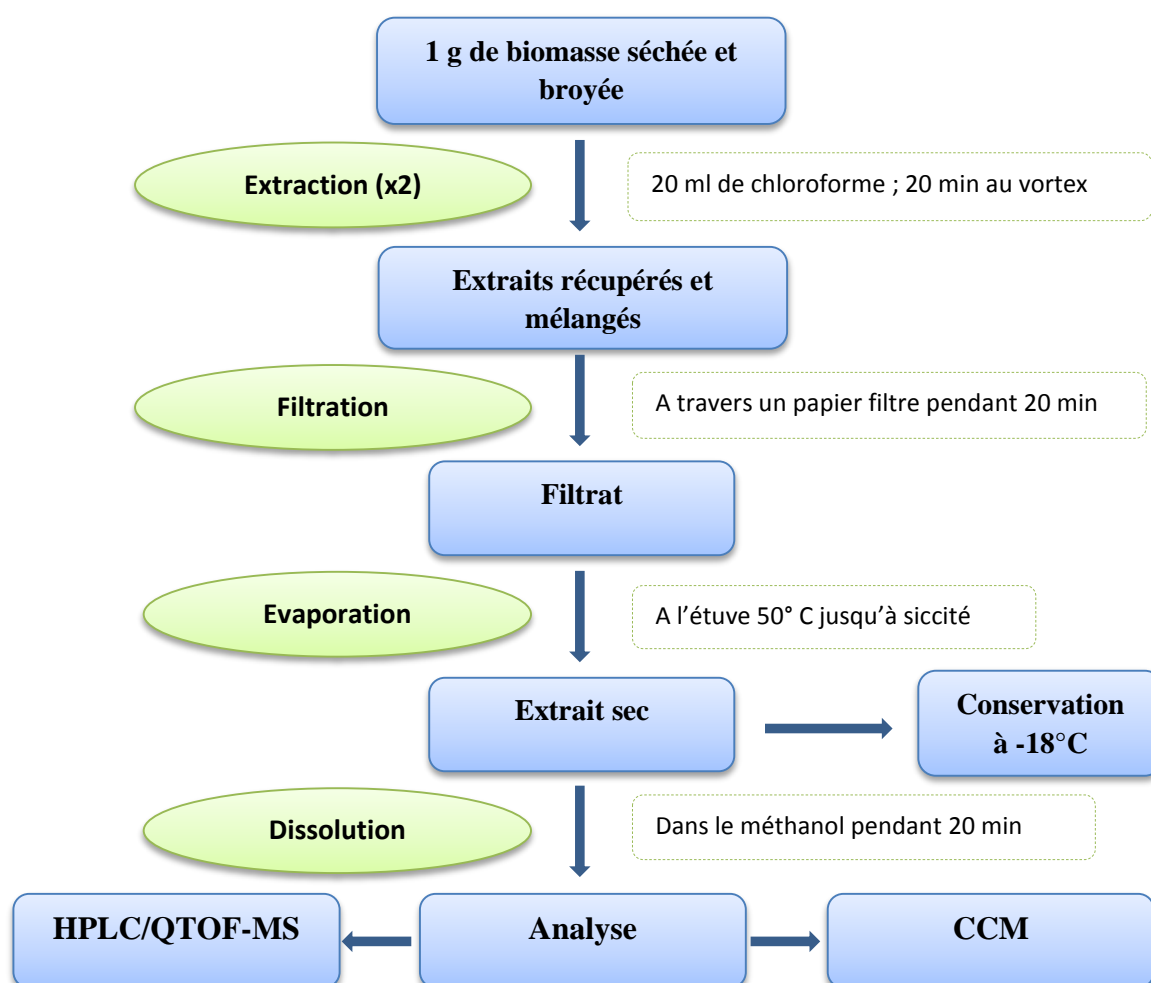 1 g de biomasse séchée et
broyée
Extraction (x2)
20 ml de chloroforme ; 20 min au vortex
Extraits récupérés et
mélangés
Filtration
A travers un papier filtre pendant 20 min
Filtrat
Evaporation
A l’étuve 50° C jusqu’à siccité
Extrait sec
Conservation
à -18°C
Dissolution
Dans le méthanol pendant 20 min
HPLC/QTOF-MS
Analyse
CCM